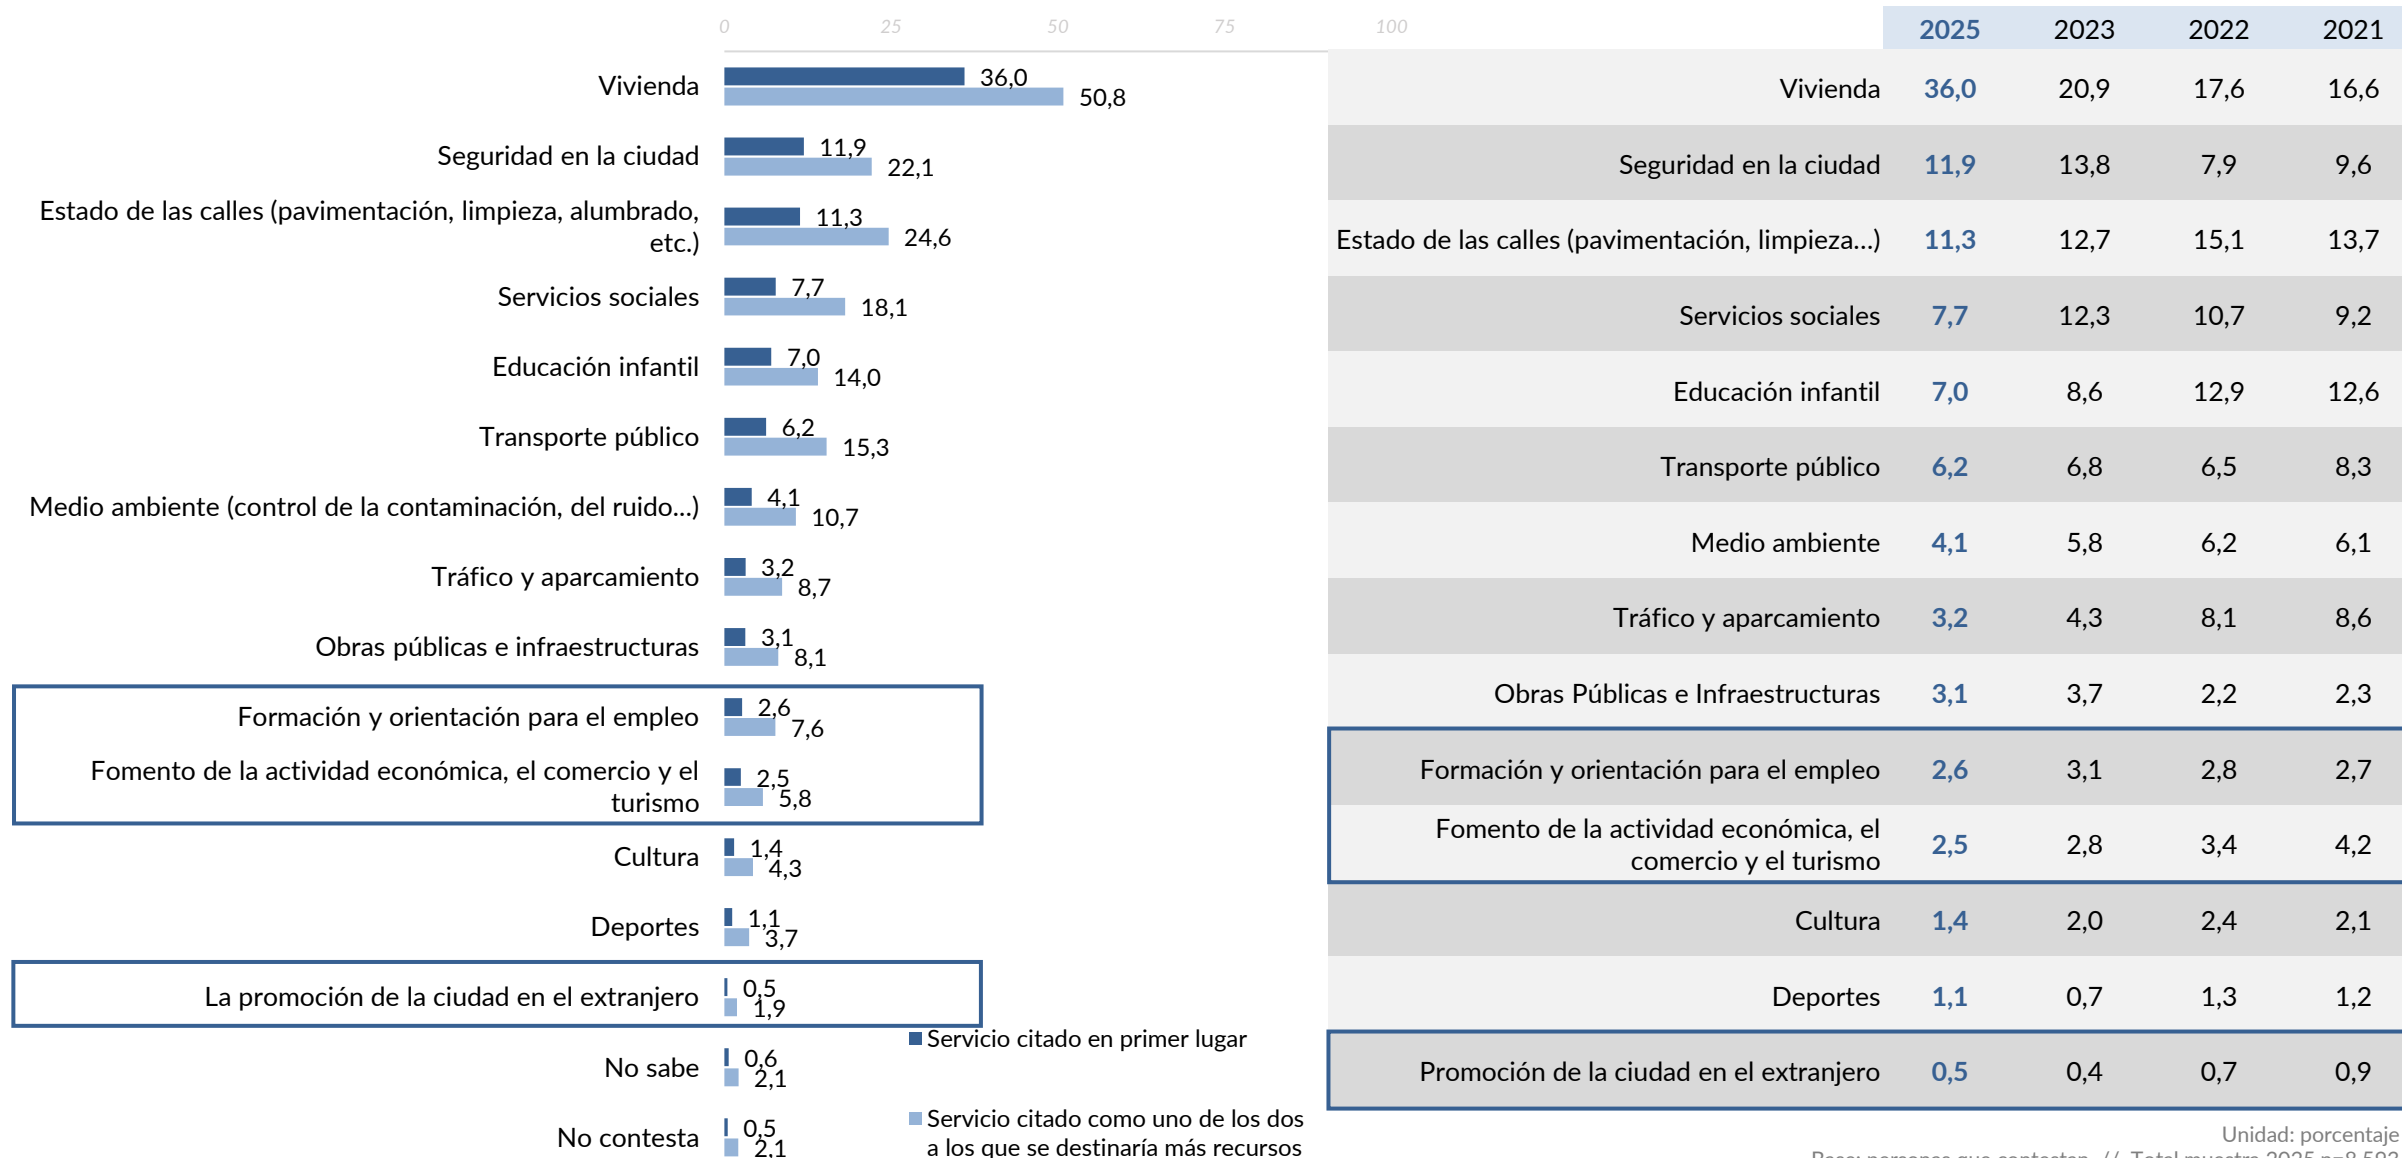 0 25 50 75 100
Vivienda 36,0 50,8
Seguridad en la ciudad 11,9 22,1
Estado de las calles (pavimentación, limpieza, alumbrado,
etc.) 11,3 24,6
Servicios sociales 7,7 18,1
Educación infantil 7,0 14,0
Transporte público 6,2 15,3
Medio ambiente (control de la contaminación, del ruido...) 4,1 10,7
Tráfico y aparcamiento 3,2 8,7
Obras públicas e infraestructuras 3,1 8,1
Formación y orientación para el empleo 2,6 7,6
Fomento de la actividad económica, el comercio y el
turismo 2,5 5,8
Cultura 1,4 4,3
Deportes 1,1 3,7
La promoción de la ciudad en el extranjero 0,5 1,9
No sabe 0,6 2,1
No contesta 0,5 2,1
Servicio citado en primer lugar
Servicio citado como uno de los dos
a los que se destinaría más recursos
2025 2023 2022 2021
Vivienda 36,0 20,9 17,6 16,6
Seguridad en la ciudad 11,9 13,8 7,9 9,6
Estado de las calles (pavimentación, limpieza...) 11,3 12,7 15,1 13,7
Servicios sociales 7,7 12,3 10,7 9,2
Educación infantil 7,0 8,6 12,9 12,6
Transporte público 6,2 6,8 6,5 8,3
Medio ambiente 4,1 5,8 6,2 6,1
Tráfico y aparcamiento 3,2 4,3 8,1 8,6
Obras Públicas e Infraestructuras 3,1 3,7 2,2 2,3
Formación y orientación para el empleo 2,6 3,1 2,8 2,7
Fomento de la actividad económica, el
comercio y el turismo 2,5 2,8 3,4 4,2
Cultura 1,4 2,0 2,4 2,1
Deportes 1,1 0,7 1,3 1,2
Promoción de la ciudad en el extranjero 0,5 0,4 0,7 0,9
Unidad: porcentaje
Base: personas que contestan // Total muestra 2025 n=8.593